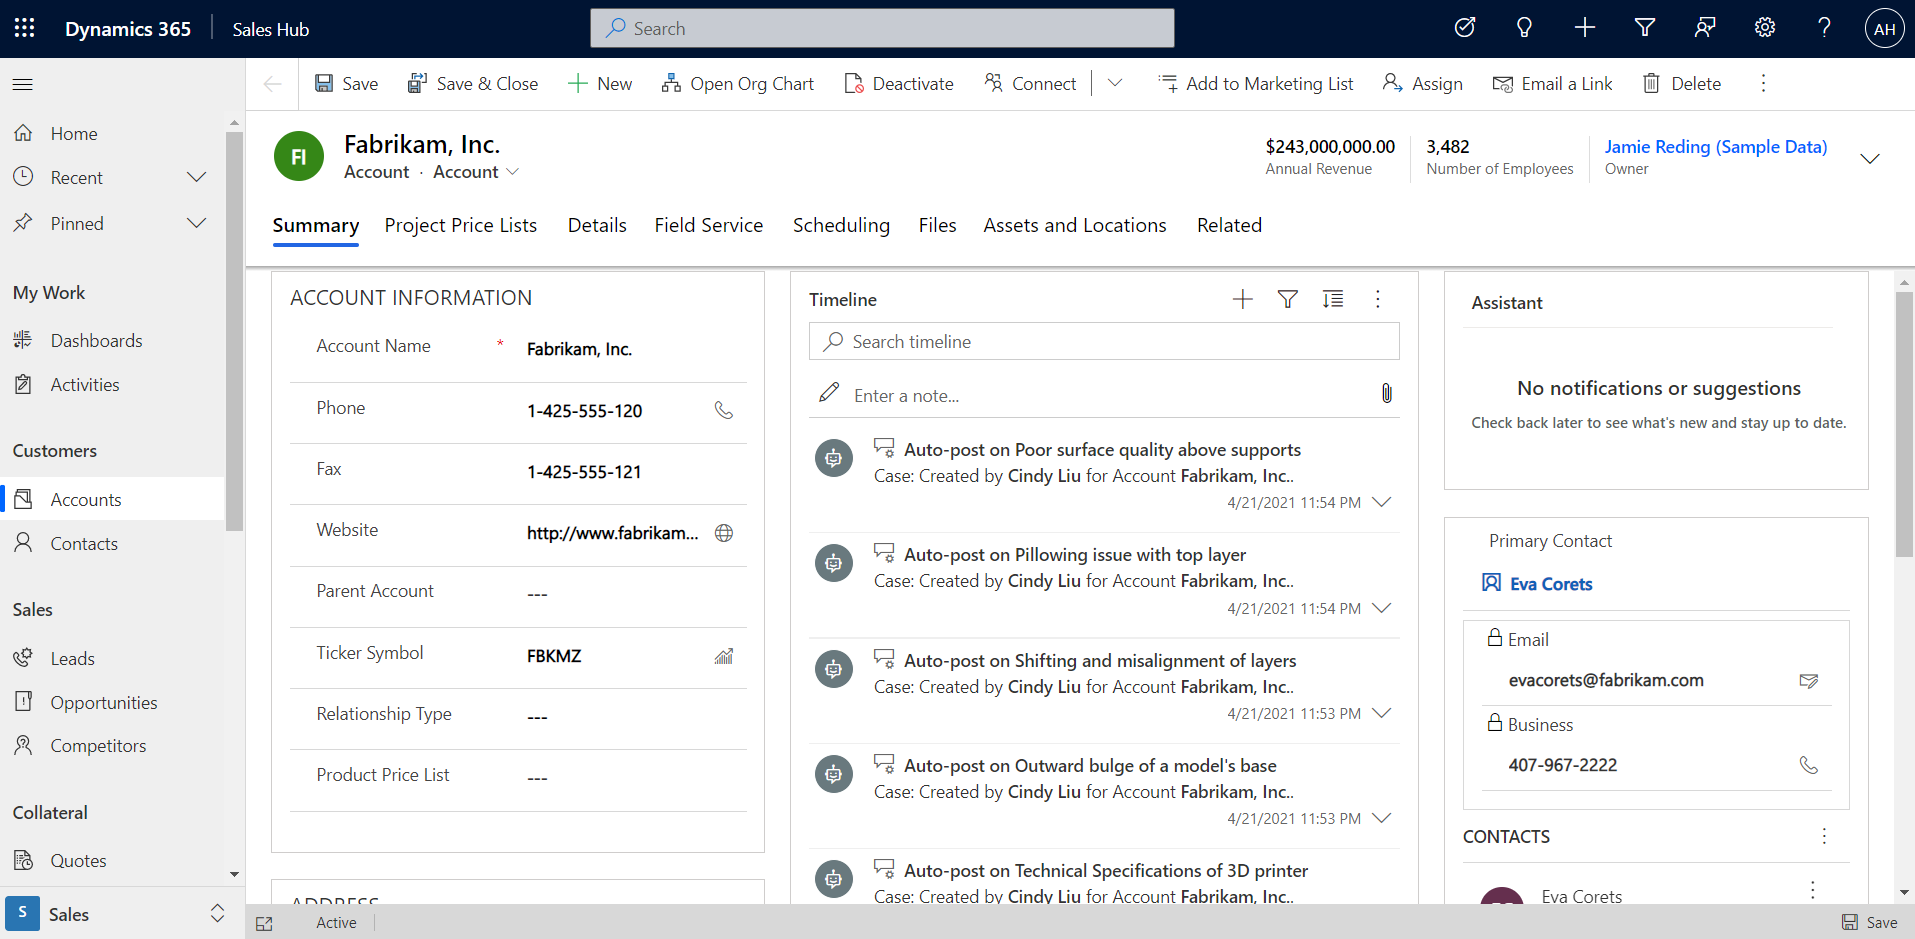 Dynamics 365
Sales Hub
Search
AH
Home
Recent
Pinned
My Work
Dashboards
Activities
Customers
Accounts
Contacts
Sales
Leads
Opportunities
Competitors
Collateral
Quotes
S
Sales
Save
Save & Close
New
Open Org Chart
Deactivate
Connect
Add to Marketing List
Assign
Email a Link
Delete
FI
Fabrikam, Inc.
Account · Account
$243,000,000.00
Annual Revenue
3,482
Number of Employees
Jamie Reding (Sample Data)
Owner
Summary
Project Price Lists
Details
Field Service
Scheduling
Files
Assets and Locations
Related
ACCOUNT INFORMATION
Account Name * Fabrikam, Inc.
Phone 1-425-555-120
Fax 1-425-555-121
Website http://www.fabrikam...
Parent Account ---
Ticker Symbol FBKMZ
Relationship Type ---
Product Price List ---
ADDRESS
Timeline
Search timeline
Enter a note...
Auto-post on Poor surface quality above supports
Case: Created by Cindy Liu for Account Fabrikam, Inc..
4/21/2021 11:54 PM
Auto-post on Pillowing issue with top layer
Case: Created by Cindy Liu for Account Fabrikam, Inc..
4/21/2021 11:54 PM
Auto-post on Shifting and misalignment of layers
Case: Created by Cindy Liu for Account Fabrikam, Inc..
4/21/2021 11:53 PM
Auto-post on Outward bulge of a model's base
Case: Created by Cindy Liu for Account Fabrikam, Inc..
4/21/2021 11:53 PM
Auto-post on Technical Specifications of 3D printer
Case: Created by Cindy Liu for Account Fabrikam, Inc..
Assistant
No notifications or suggestions
Check back later to see what's new and stay up to date.
Primary Contact
Eva Corets
Email
evacorets@fabrikam.com
Business
407-967-2222
CONTACTS
Eva Corets
Active
Save